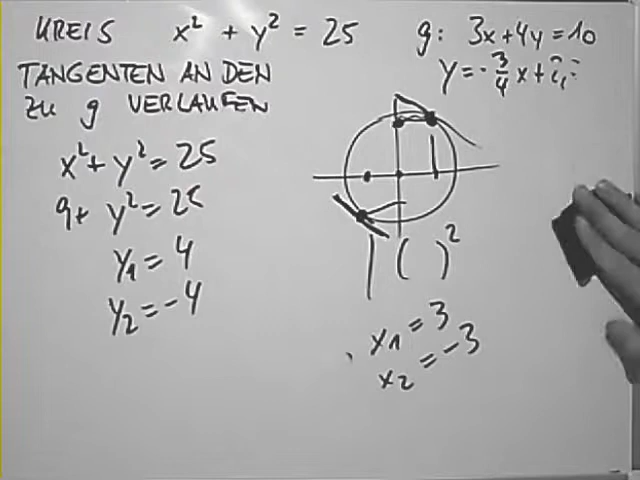 KREIS x² + y² = 25 g: 3x+4y=10
TANGENTEN AN DEN y=-3/4x+
zu g VERLAUFEN
x²+ y²=25
9+ y²=25
y1 = 4 ( )²
y2 = -4
x1 = 3
x2 = -3